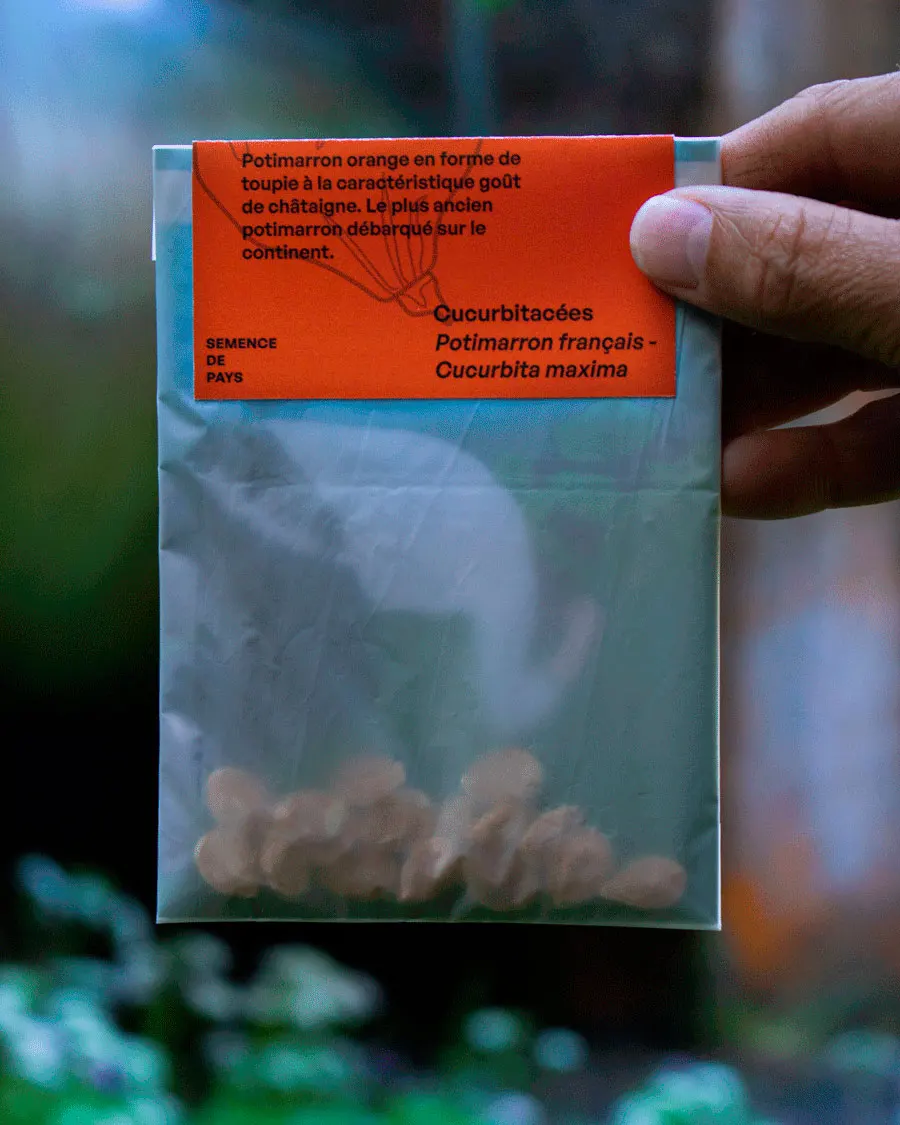 Potimarron orange en forme de
toupie à la caractéristique goût
de châtaigne. Le plus ancien
potimarron débarqué sur le
continent.
Cucurbitacées
Potimarron français -
Cucurbita maxima
SEMENCE
DE
PAYS